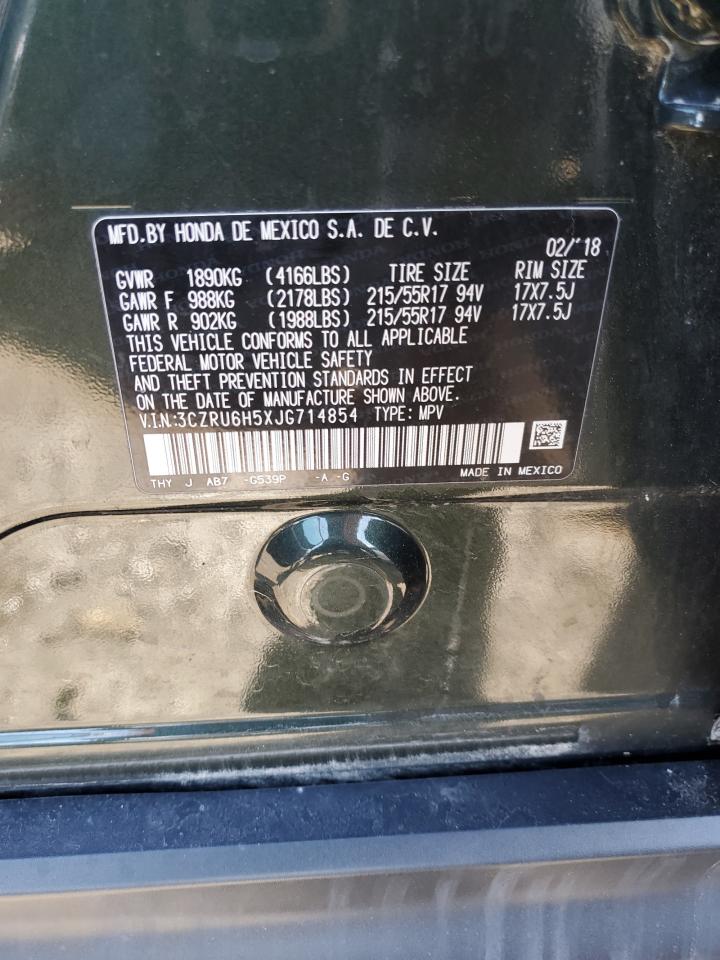 MFD.BY HONDA DE MEXICO S.A. DE C.V.
02/'18
GVWR 1890KG (4166LBS) TIRE SIZE RIM SIZE
GAWR F 988KG (2178LBS) 215/55R17 94V 17X7.5J
GAWR R 902KG (1988LBS) 215/55R17 94V 17X7.5J
THIS VEHICLE CONFORMS TO ALL APPLICABLE
FEDERAL MOTOR VEHICLE SAFETY
AND THEFT PREVENTION STANDARDS IN EFFECT
ON THE DATE OF MANUFACTURE SHOWN ABOVE.
V.I.N:3CZRU6H5XJG714854 TYPE: MPV
THY J AB7 -G539P -A -G MADE IN MEXICO